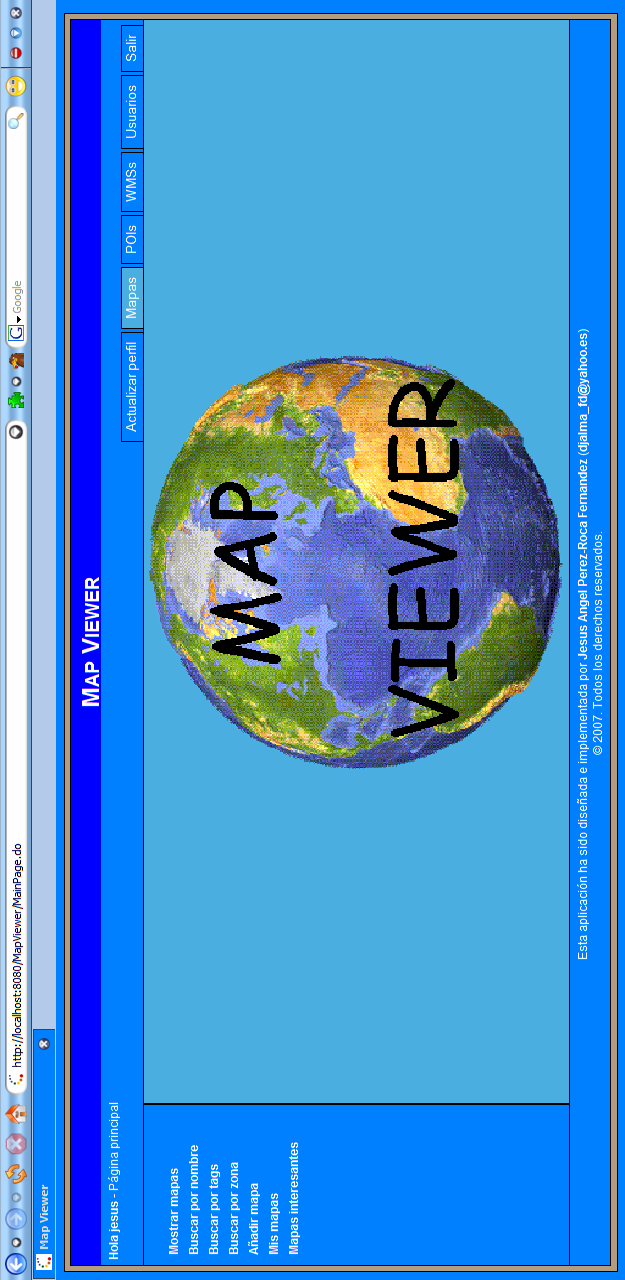 http://localhost:8080/MapViewer/MainPage.do
G Google
Map Viewer
MAP VIEWER
Hola jesus - Página principal
Actualizar perfil Mapas POIs WMSs Usuarios Salir
Mostrar mapas
Buscar por nombre
Buscar por tags
Buscar por zona
Añadir mapa
Mis mapas
Mapas interesantes
MAP
VIEWER
Esta aplicación ha sido diseñada e implementada por Jesus Angel Perez-Roca Fernandez (djalma_fd@yahoo.es)
© 2007. Todos los derechos reservados.